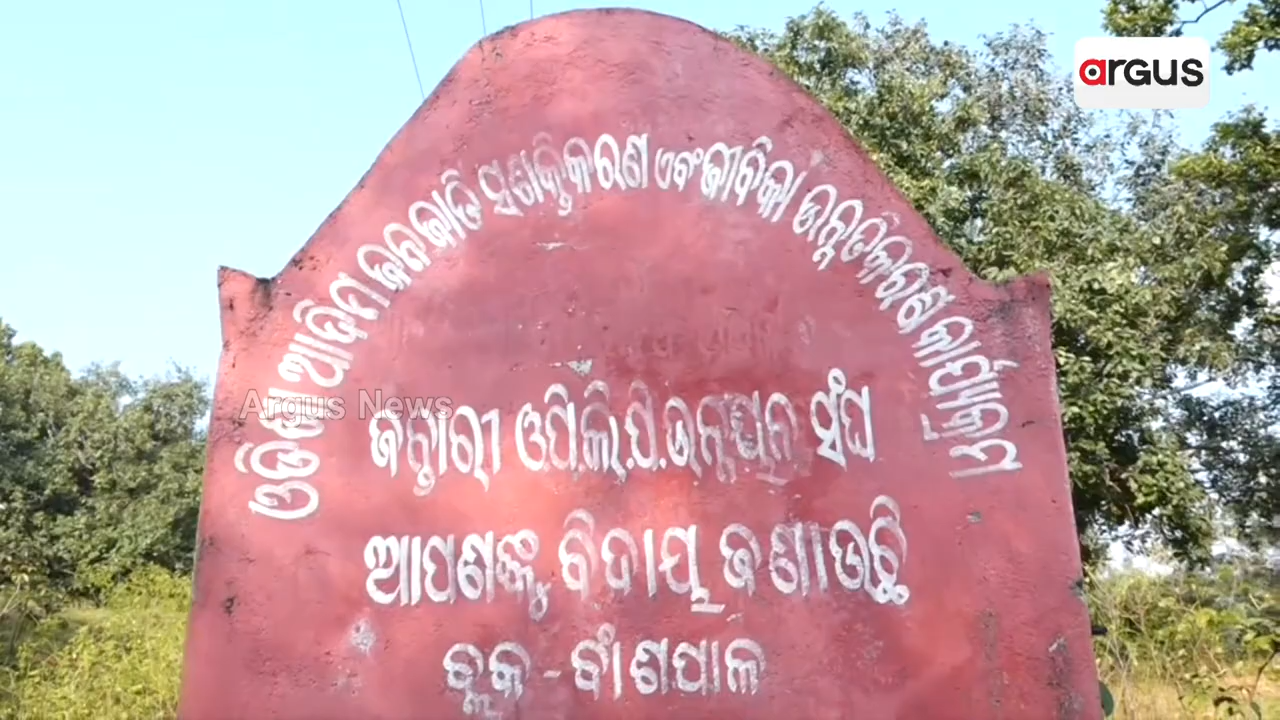 argus
ଓଡିଶା ଆଦିମ ଜନଜାତି ସଶକ୍ତିକରଣ ଏବଂ ଜୀବିକା ଉନ୍ନତିକରଣ କାର୍ଯ୍ୟକ୍ରମ
Argus News
ଜନ୍ତାରୀ ଓ.ପି.ଲି.ପି. ଉନ୍ନୟନ ସଂଘ
ଆପଣଙ୍କୁ ବିଦାୟ ଜଣାଉଛି
ବ୍ଲକ - ବାଁଶପାଳ